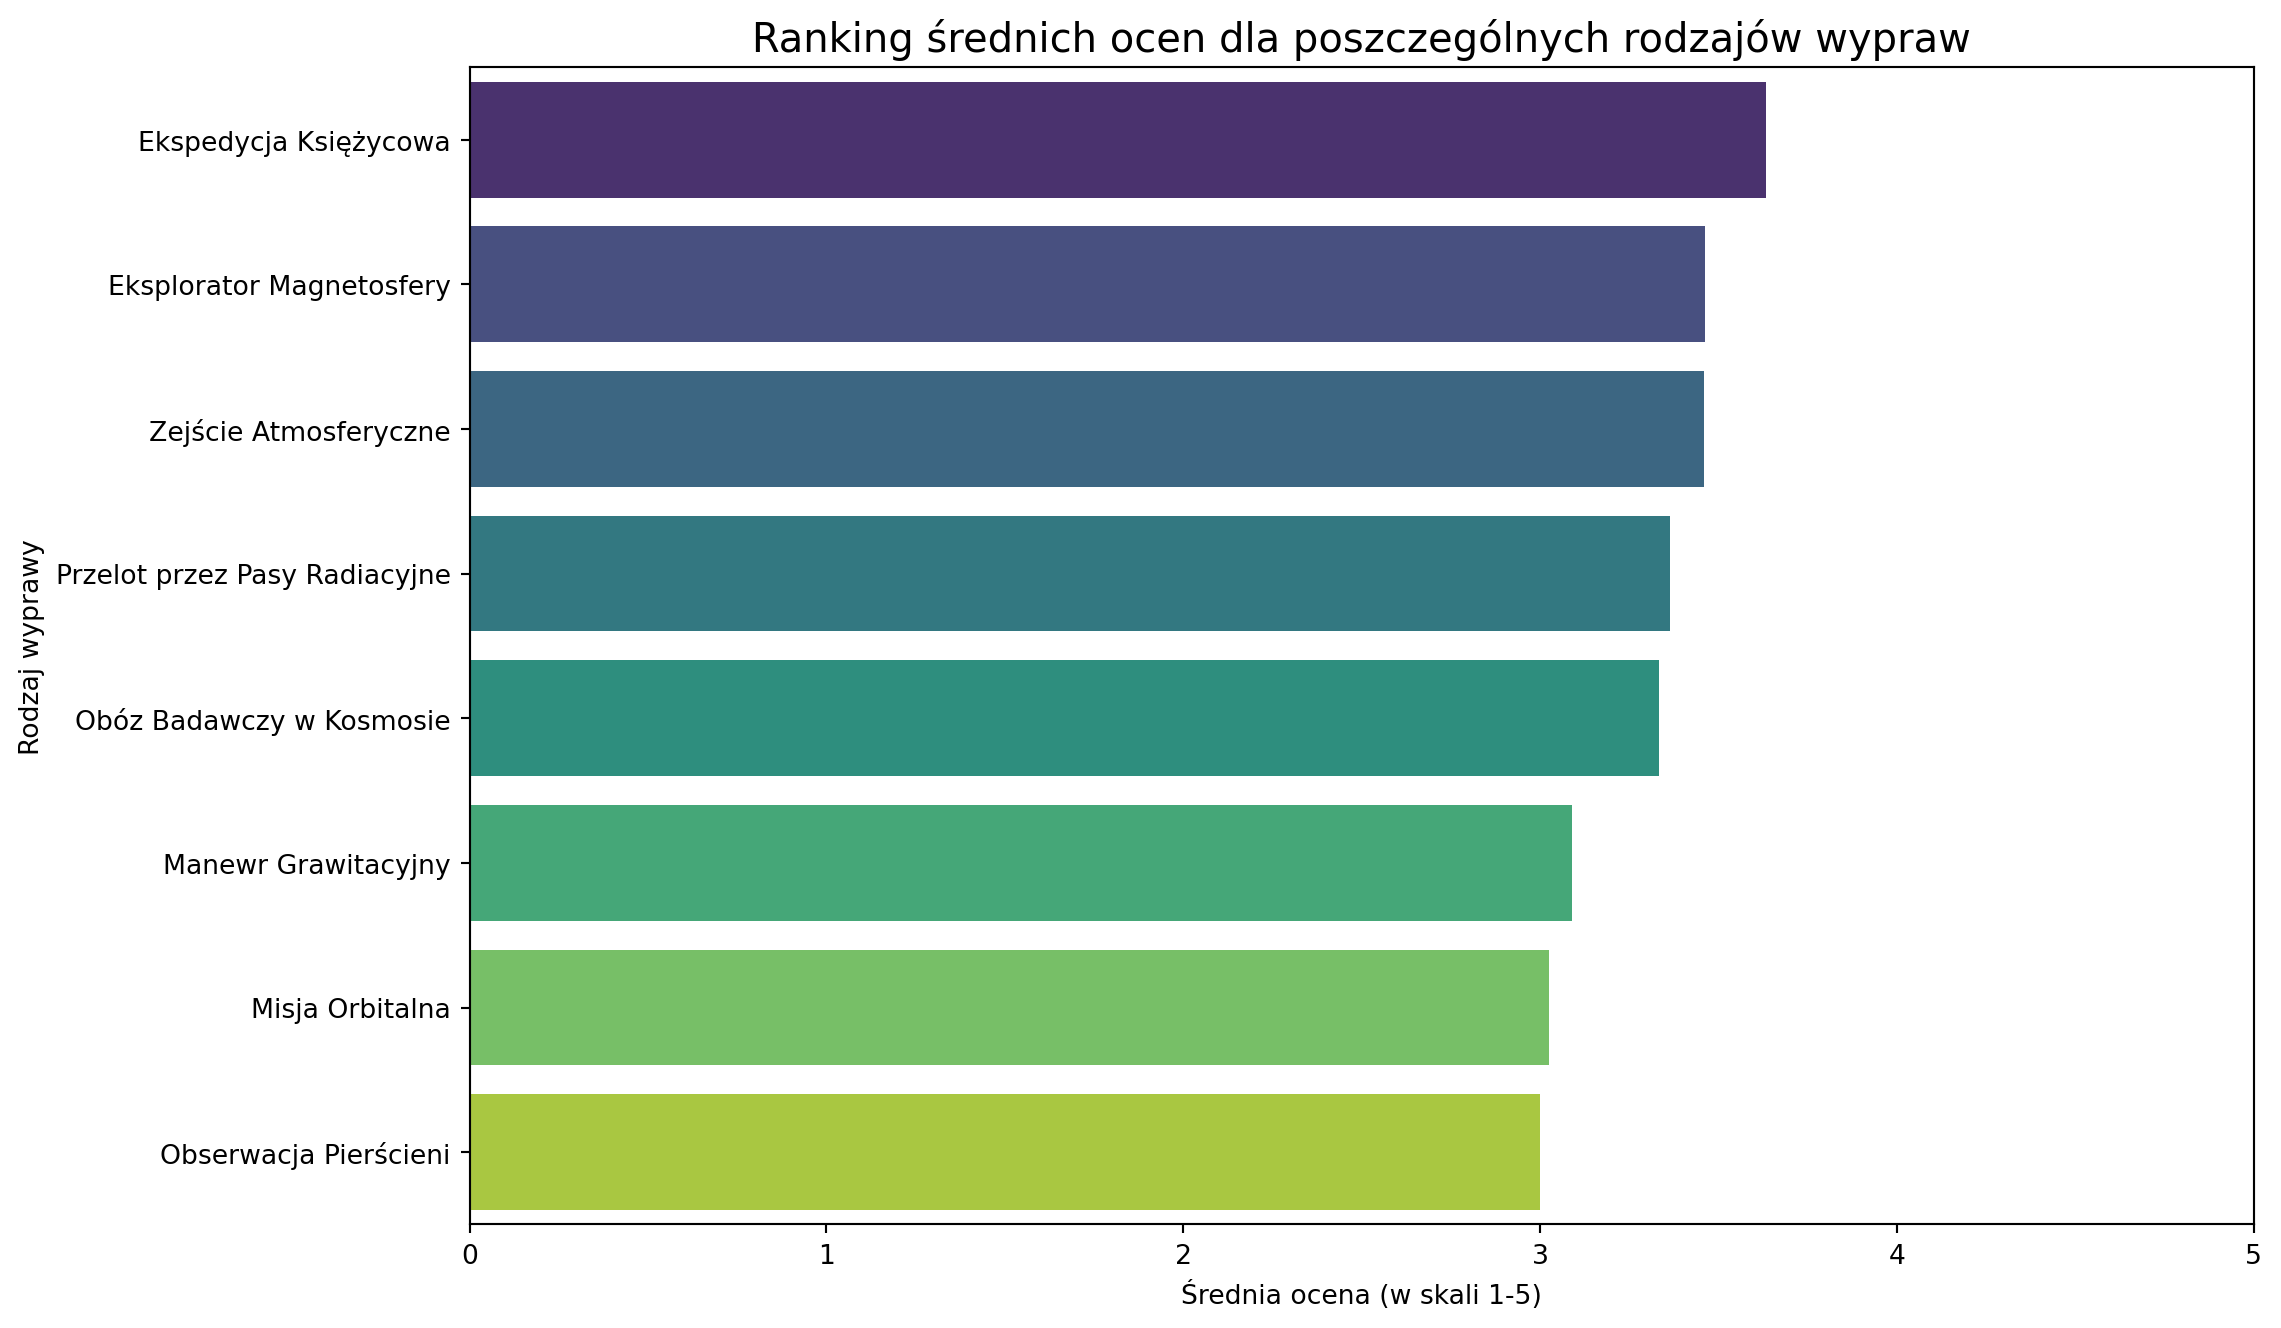 Ranking średnich ocen dla poszczególnych rodzajów wypraw
Rodzaj wyprawy
Ekspedycja Księżycowa
Eksplorator Magnetosfery
Zejście Atmosferyczne
Przelot przez Pasy Radiacyjne
Obóz Badawczy w Kosmosie
Manewr Grawitacyjny
Misja Orbitalna
Obserwacja Pierścieni
0 1 2 3 4 5
Średnia ocena (w skali 1-5)